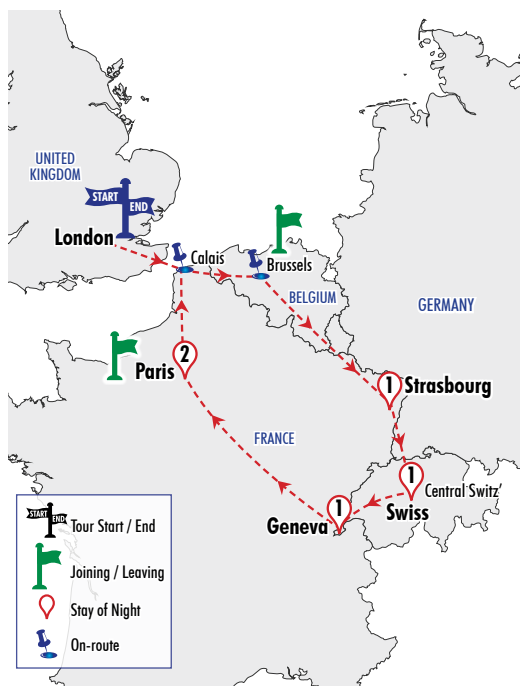 UNITED
KINGDOM
START
END
London
Calais
Brussels
BELGIUM
GERMANY
2
Paris
1
Strasbourg
FRANCE
1
Central Switz'
Swiss
1
Geneva
START
END
Tour Start / End
Joining / Leaving
Stay of Night
On-route